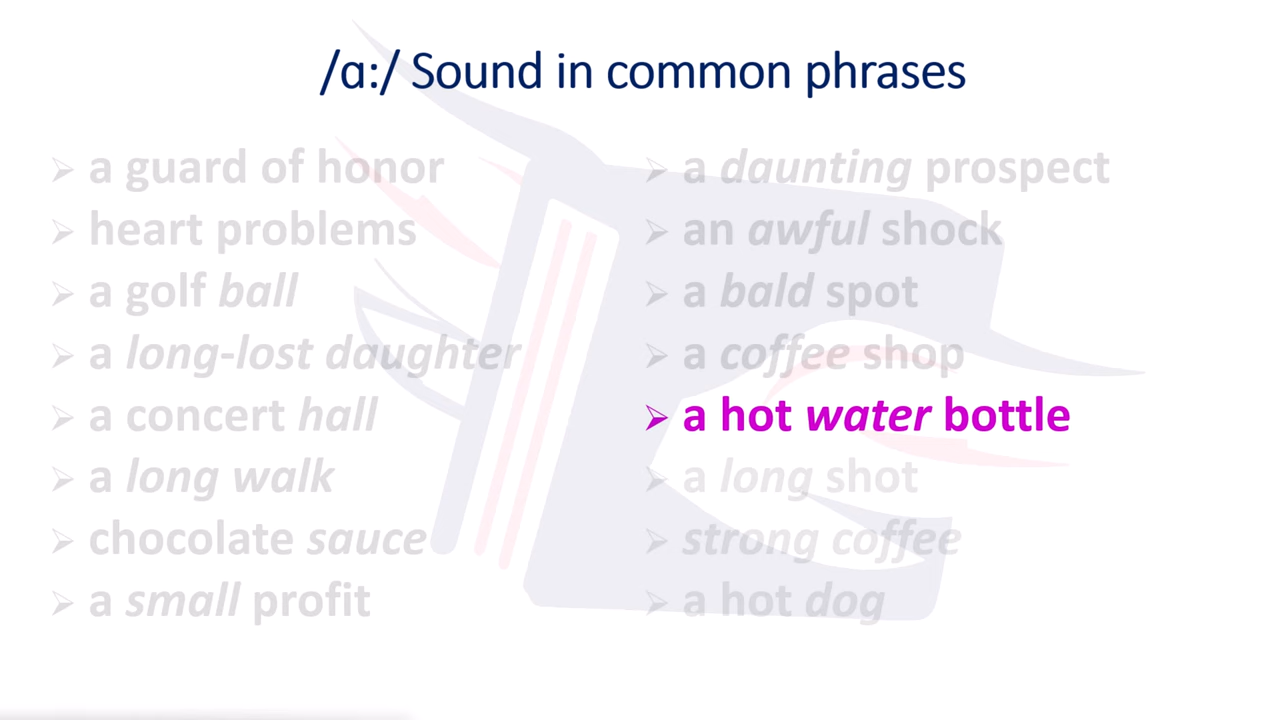 /ɑ:/ Sound in common phrases
➢ a guard of honor
➢ heart problems
➢ a golf ball
➢ a long-lost daughter
➢ a concert hall
➢ a long walk
➢ chocolate sauce
➢ a small profit
➢ a daunting prospect
➢ an awful shock
➢ a bald spot
➢ a coffee shop
➢ a hot water bottle
➢ a long shot
➢ strong coffee
➢ a hot dog